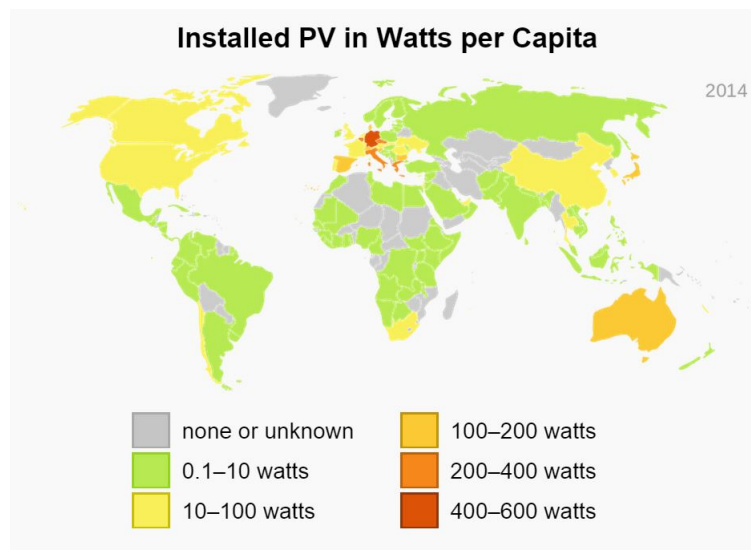 Installed PV in Watts per Capita
2014
none or unknown
0.1–10 watts
10–100 watts
100–200 watts
200–400 watts
400–600 watts